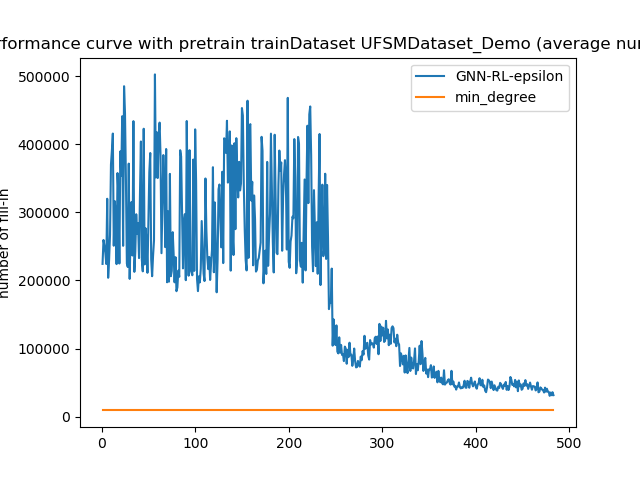 rformance curve with pretrain trainDataset UFSMDataset_Demo (average nur
GNN-RL-epsilon
min_degree
number of fill-in
500000
400000
300000
200000
100000
0
0 100 200 300 400 500